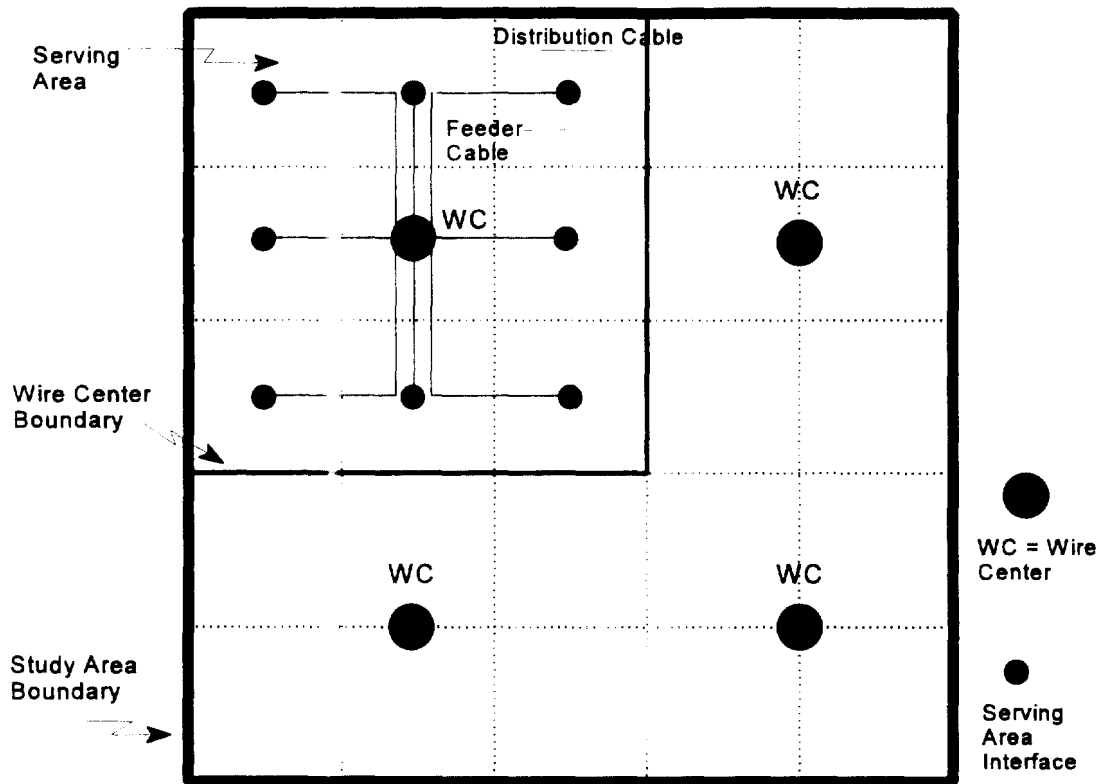 Distribution Cable
Serving
Area
Feeder
Cable
WC
WC
Wire Center
Boundary
WC = Wire
Center
WC
WC
Study Area
Boundary
Serving
Area
Interface